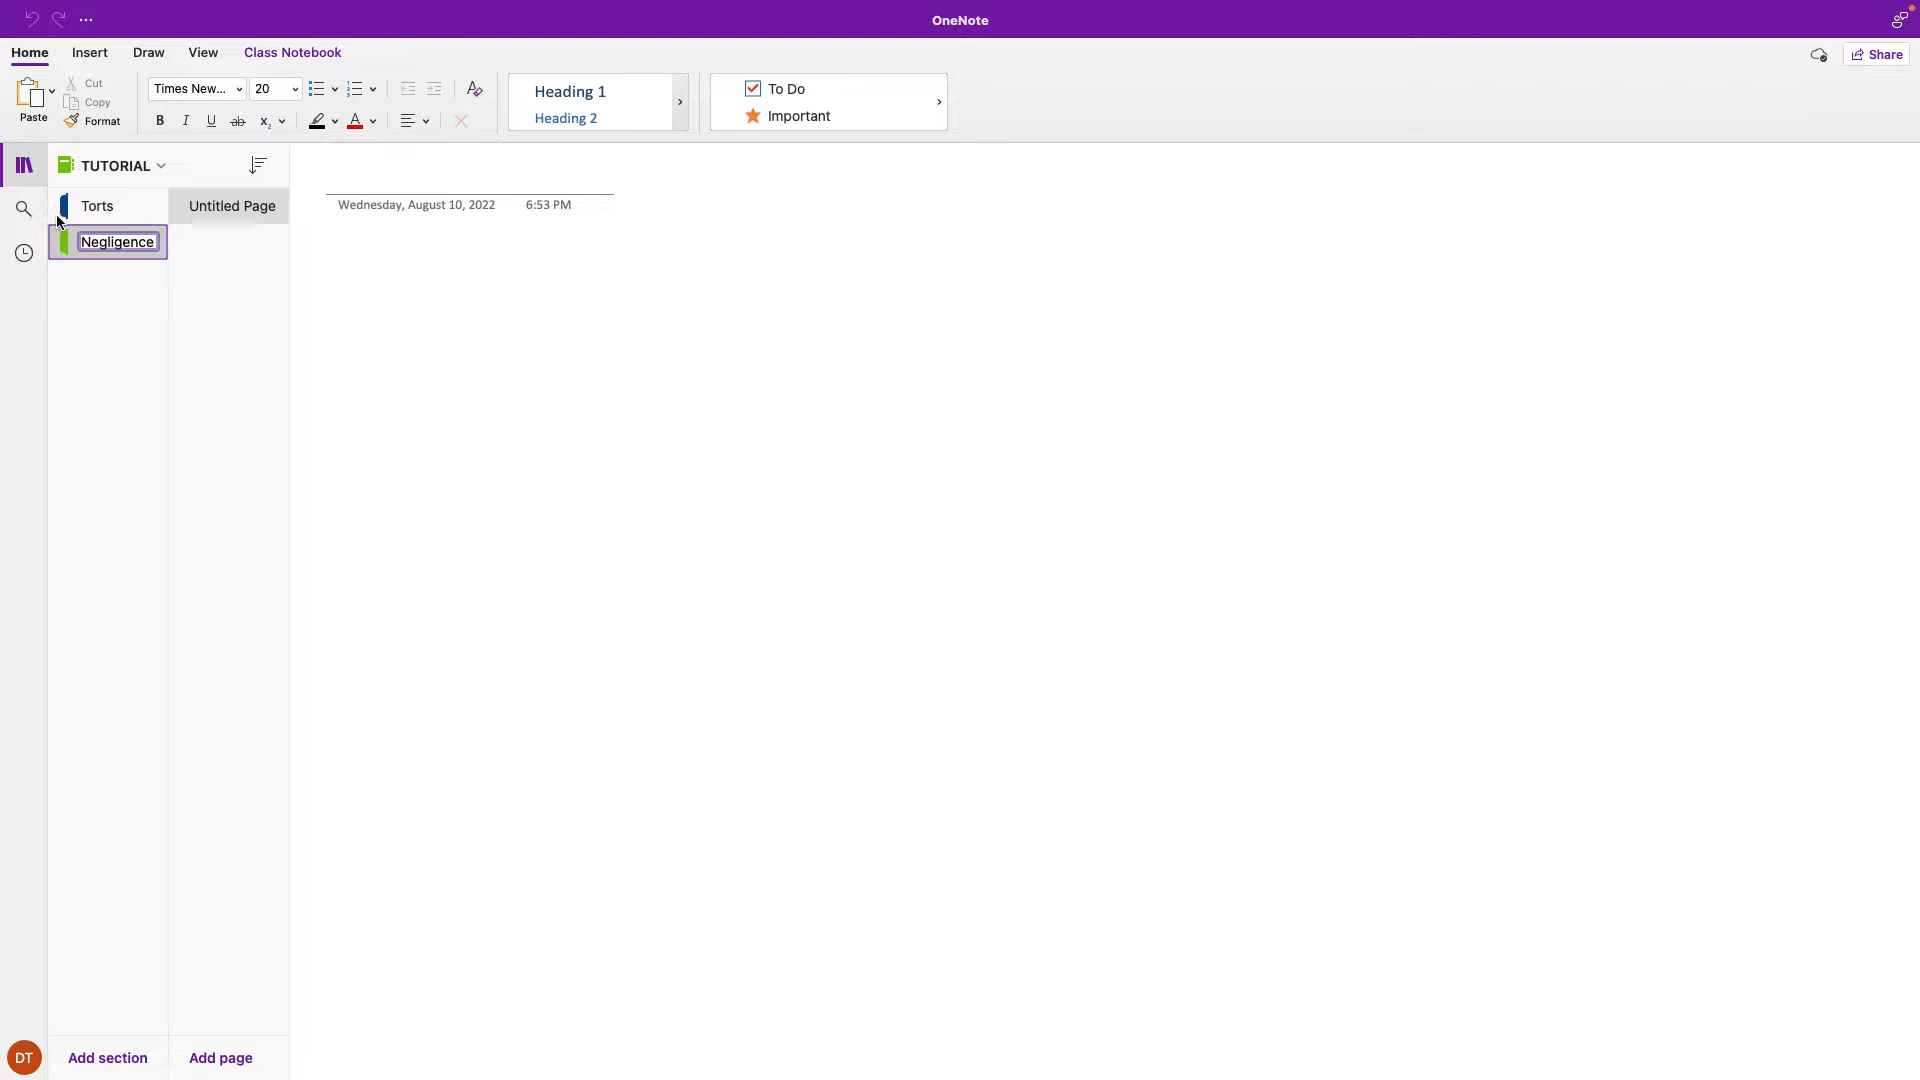 OneNote
Home Insert Draw View Class Notebook
Share
Paste
Cut
Copy
Format
Times New... 20
B I U ab x₂ A
Heading 1
Heading 2
To Do
Important
TUTORIAL
Torts
Negligence
Untitled Page
Wednesday, August 10, 2022 6:53 PM
DT
Add section Add page